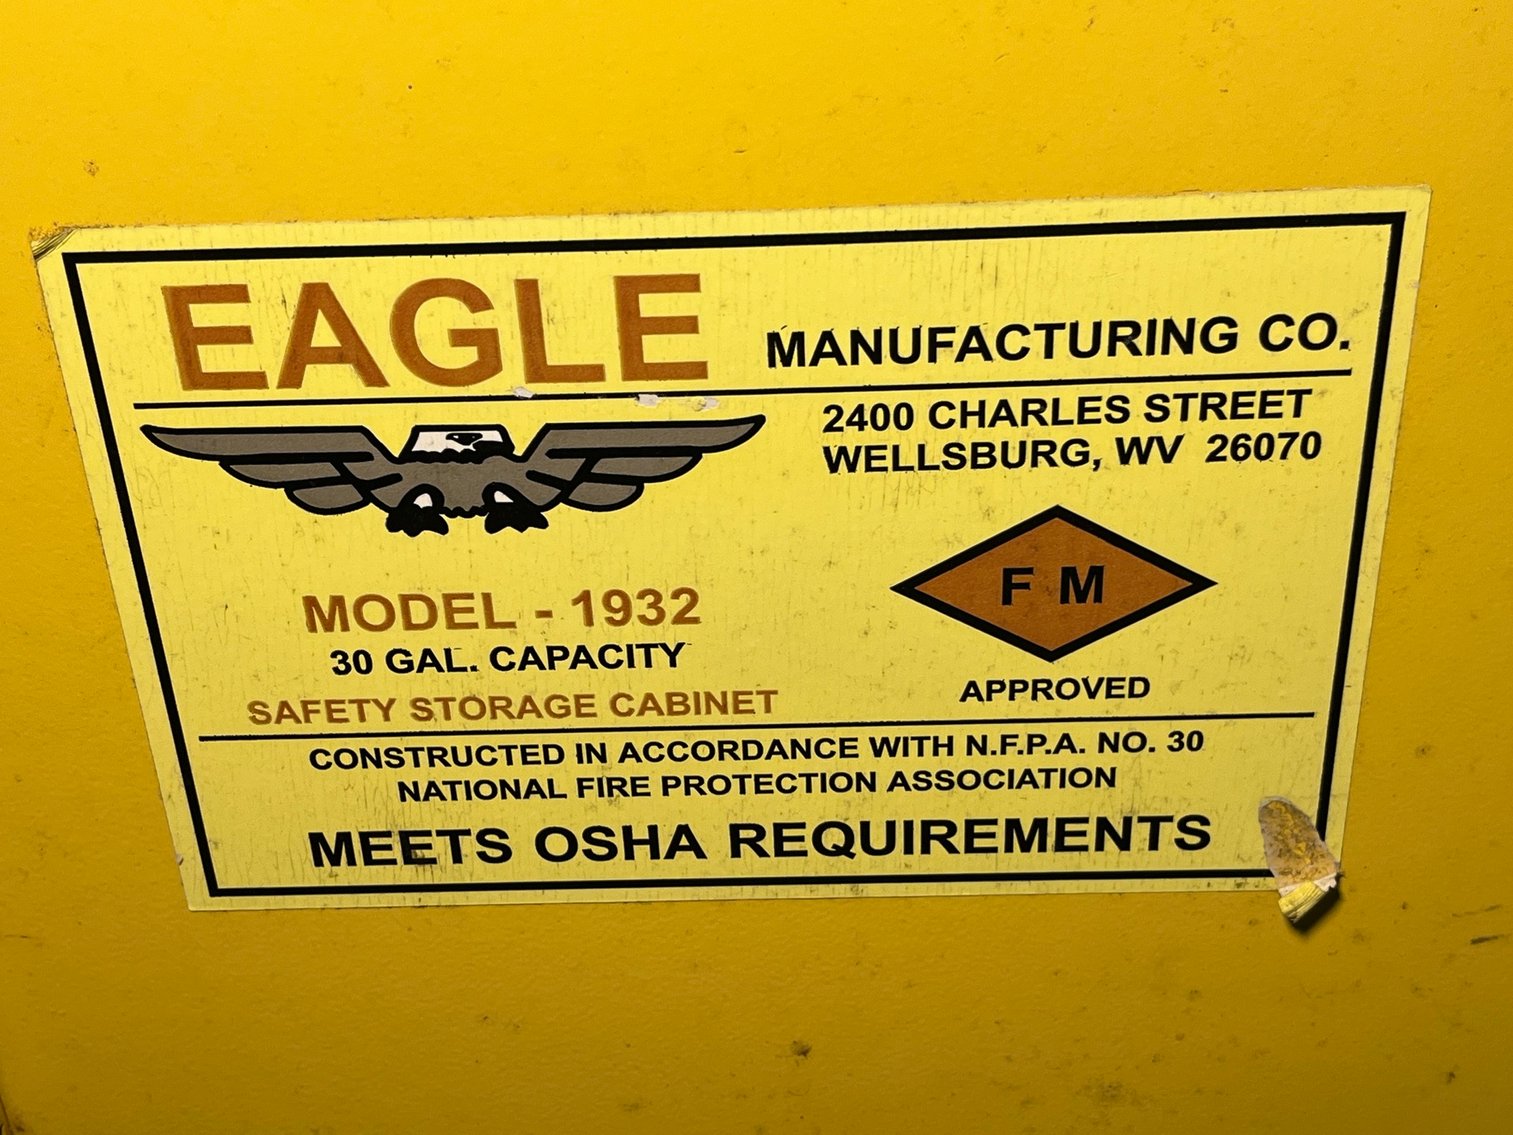 EAGLE MANUFACTURING CO.
2400 CHARLES STREET
WELLSBURG, WV 26070
F M
APPROVED
MODEL - 1932
30 GAL. CAPACITY
SAFETY STORAGE CABINET
CONSTRUCTED IN ACCORDANCE WITH N.F.P.A. NO. 30
NATIONAL FIRE PROTECTION ASSOCIATION
MEETS OSHA REQUIREMENTS